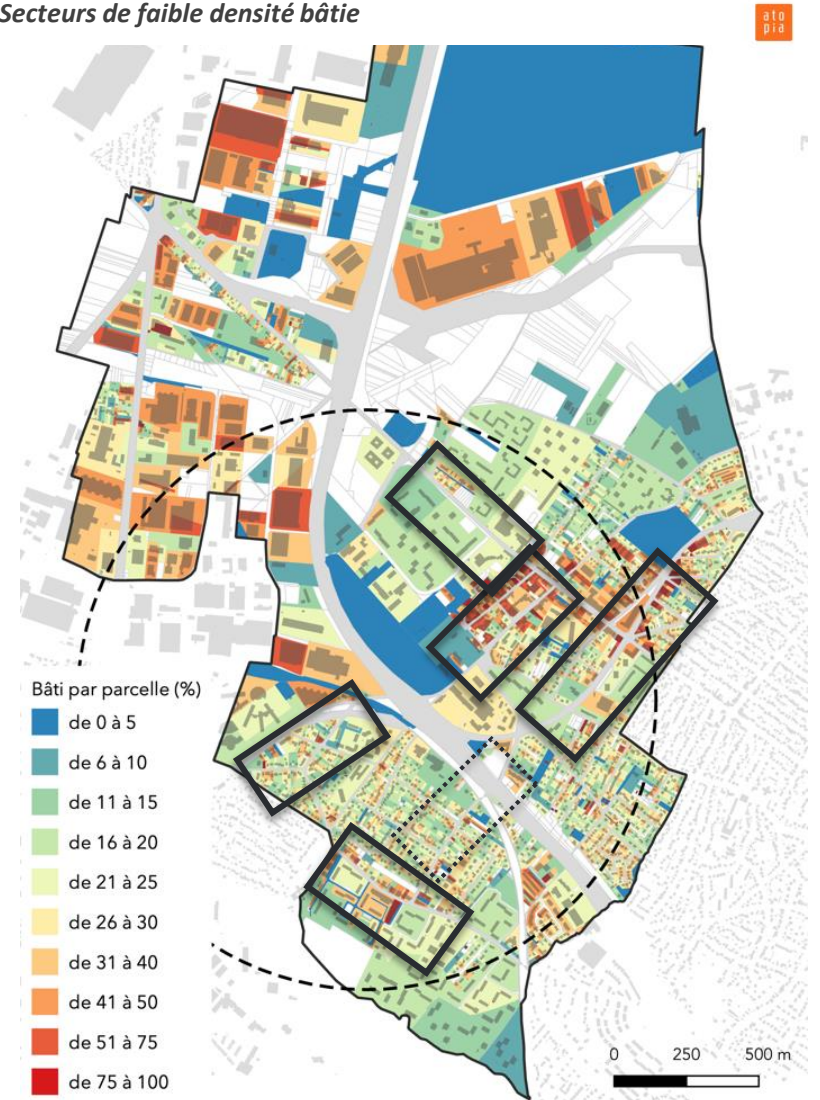 Secteurs de faible densité bâtie
ato
pia
Bâti par parcelle (%)
de 0 à 5
de 6 à 10
de 11 à 15
de 16 à 20
de 21 à 25
de 26 à 30
de 31 à 40
de 41 à 50
de 51 à 75
de 75 à 100
0 250 500 m